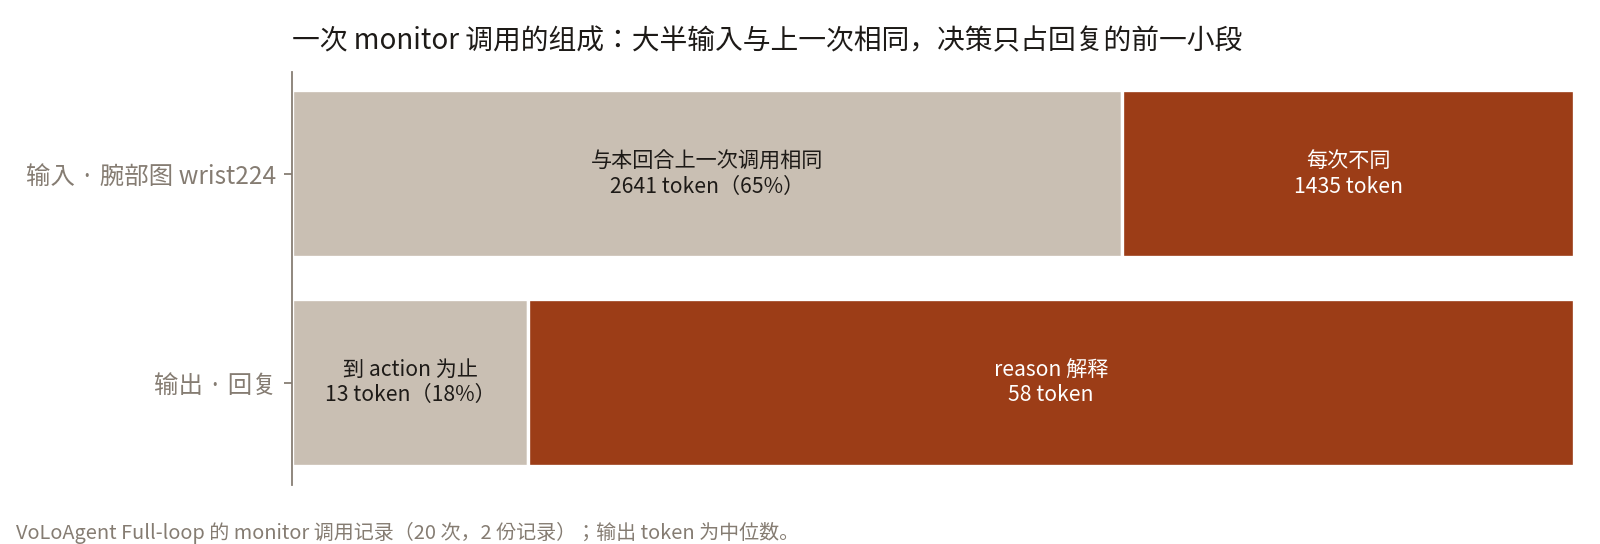 一次 monitor 调用的组成：大半输入与上一次相同，决策只占回复的前一小段
输入 · 腕部图 wrist224
与本回合上一次调用相同
2641 token（65%）
每次不同
1435 token
输出 · 回复
到 action 为止
13 token（18%）
reason 解释
58 token
VoLoAgent Full-loop 的 monitor 调用记录（20 次，2 份记录）；输出 token 为中位数。